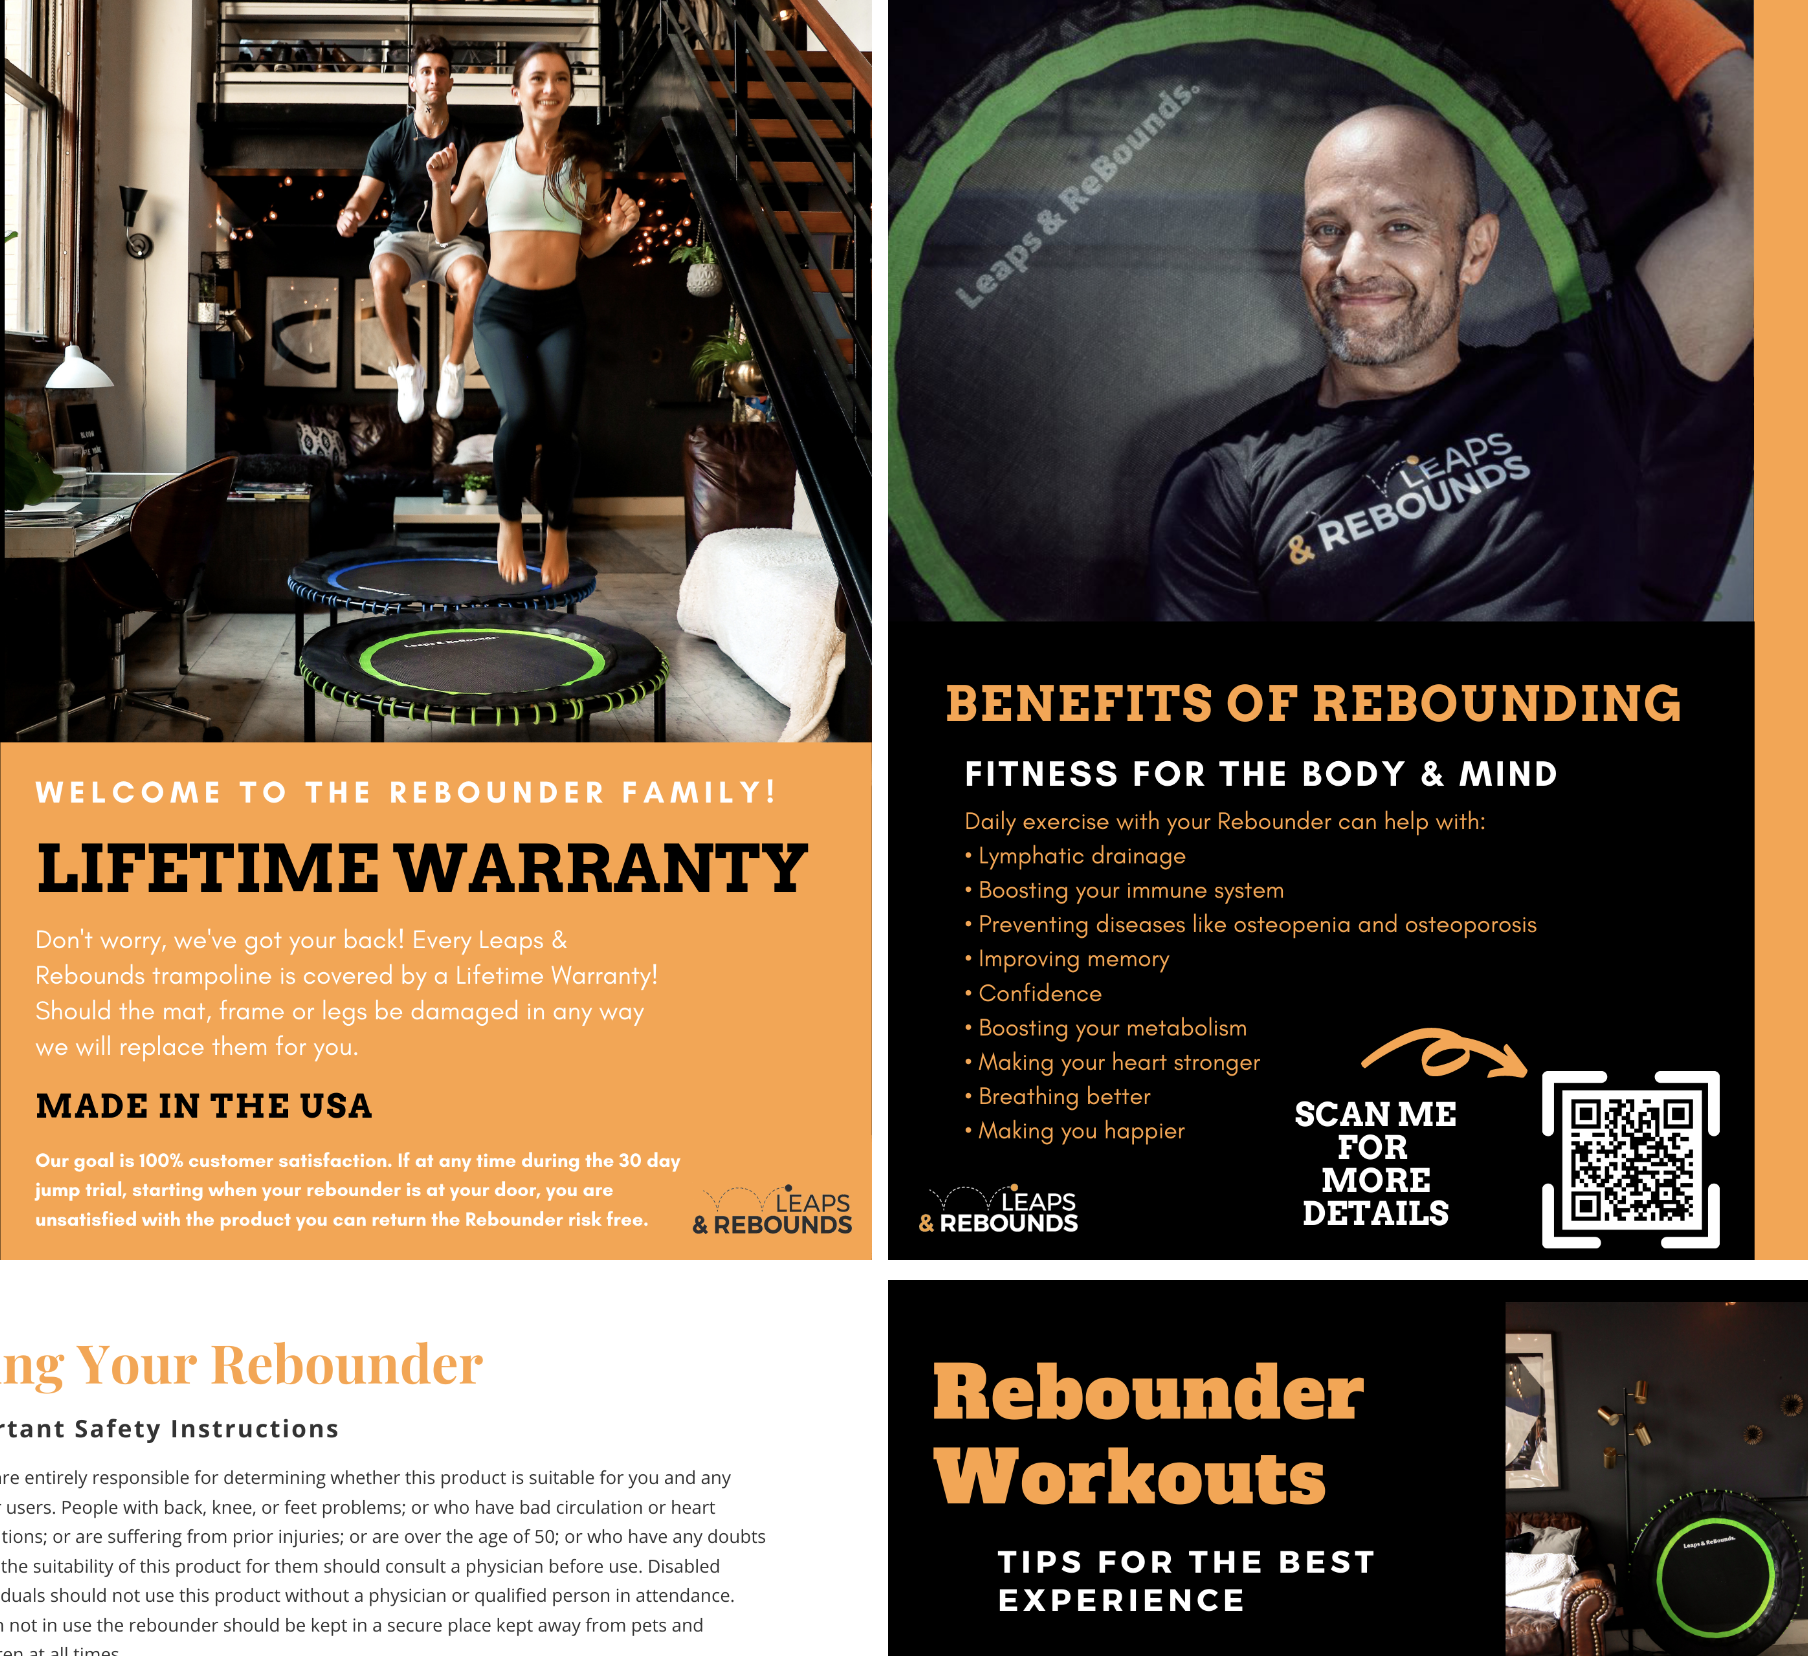 Leaps & ReBounds.
LEAPS
& REBOUNDS
Leaps & ReBounds.
WELCOME TO THE REBOUNDER FAMILY!
LIFETIME WARRANTY
Don't worry, we've got your back! Every Leaps &
Rebounds trampoline is covered by a Lifetime Warranty!
Should the mat, frame or legs be damaged in any way
we will replace them for you.
MADE IN THE USA
Our goal is 100% customer satisfaction. If at any time during the 30 day
jump trial, starting when your rebounder is at your door, you are
unsatisfied with the product you can return the Rebounder risk free.
LEAPS
& REBOUNDS
BENEFITS OF REBOUNDING
FITNESS FOR THE BODY & MIND
Daily exercise with your Rebounder can help with:
• Lymphatic drainage
• Boosting your immune system
• Preventing diseases like osteopenia and osteoporosis
• Improving memory
• Confidence
• Boosting your metabolism
• Making your heart stronger
• Breathing better
• Making you happier
SCAN ME
FOR
MORE
DETAILS
LEAPS
& REBOUNDS
ng Your Rebounder
rtant Safety Instructions
re entirely responsible for determining whether this product is suitable for you and any
users. People with back, knee, or feet problems; or who have bad circulation or heart
tions; or are suffering from prior injuries; or are over the age of 50; or who have any doubts
the suitability of this product for them should consult a physician before use. Disabled
duals should not use this product without a physician or qualified person in attendance.
not in use the rebounder should be kept in a secure place kept away from pets and
ren at all times.
Rebounder
Workouts
TIPS FOR THE BEST
EXPERIENCE
Leaps & ReBounds.